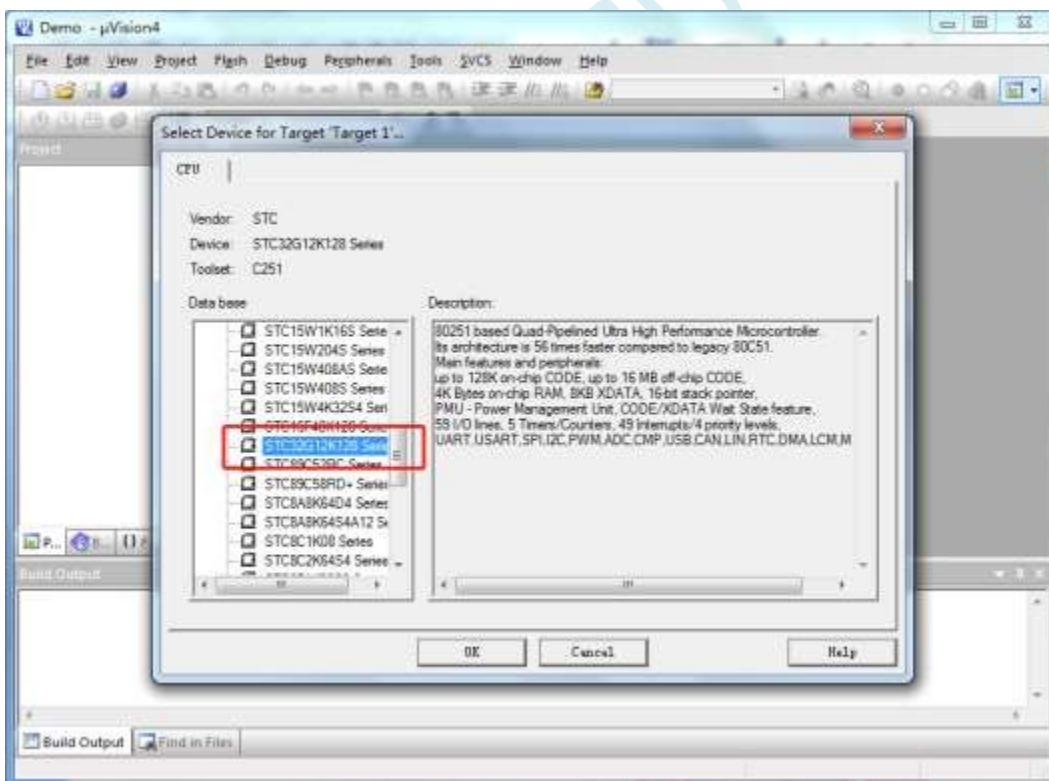 Demo - µVision4
File Edit View Project Flash Debug Peripherals Tools SVCS Window Help
Project
Select Device for Target 'Target 1'...
CPU
Vendor: STC
Device: STC32G12K128 Series
Toolset: C251
Data base
Description:
STC15W1K16S Serie
STC15W204S Series
STC15W408AS Serie
STC15W408S Series
STC15W4K32S4 Seri
STC16F40K128 Serie
STC32G12K128 Serie
STC89C52RC Series
STC89C58RD+ Series
STC8A8K64D4 Series
STC8A8K64S4A12 Se
STC8C1K08 Series
STC8C2K64S4 Series
80251 based Quad-Pipelined Ultra High Performance Microcontroller.
Its architecture is 56 times faster compared to legacy 80C51.
Main features and peripherals:
up to 128K on-chip CODE, up to 16 MB off-chip CODE,
4K Bytes on-chip RAM, 8KB XDATA, 16-bit stack pointer,
PMU - Power Management Unit, CODE/XDATA Wait State feature,
59 I/O lines, 5 Timers/Counters, 49 interrupts/4 priority levels,
UART,USART,SPI,I2C,PWM,ADC,CMP,USB,CAN,LIN,RTC,DMA,LCM,M
P...
B...
Build Output
OK Cancel Help
Build Output Find in Files